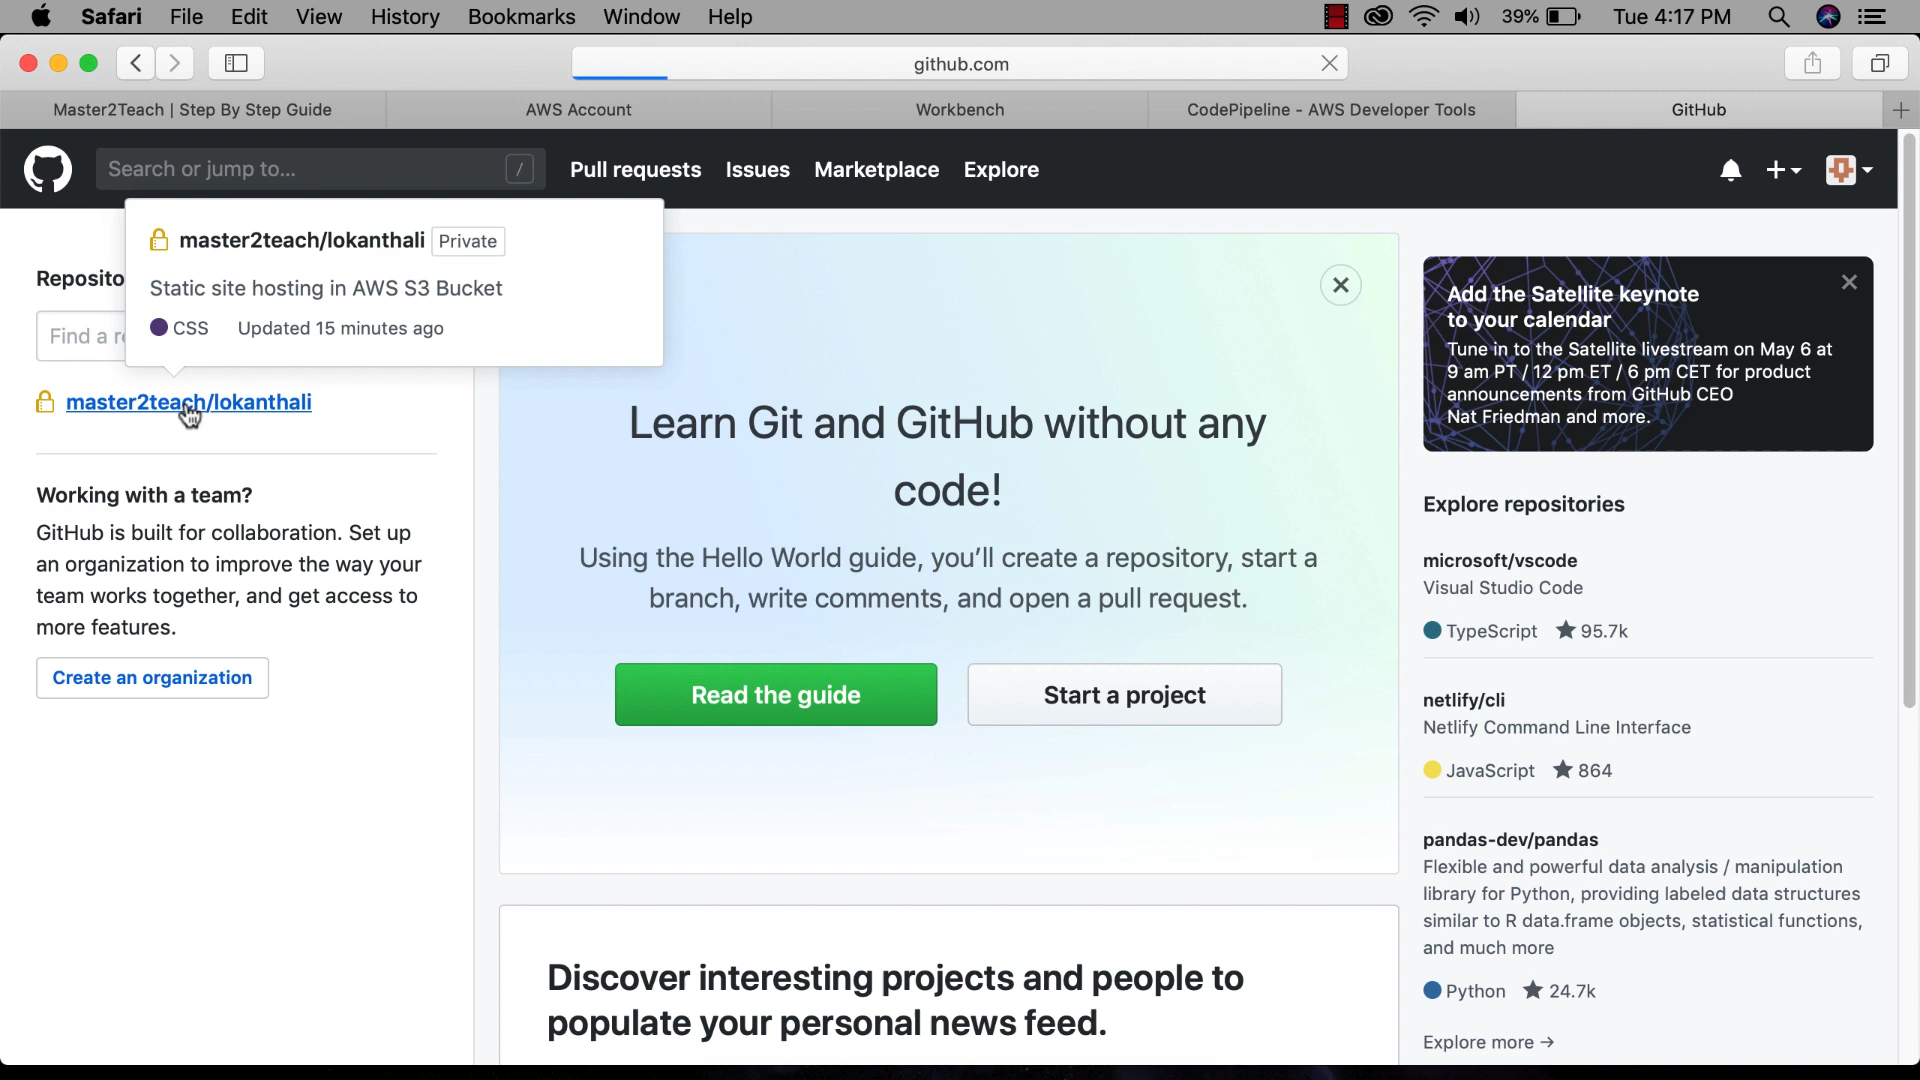 Safari File Edit View History Bookmarks Window Help 39% Tue 4:17 PM
github.com
Master2Teach | Step By Step Guide AWS Account Workbench CodePipeline - AWS Developer Tools GitHub
Search or jump to... / Pull requests Issues Marketplace Explore
master2teach/lokanthali Private
Static site hosting in AWS S3 Bucket
CSS Updated 15 minutes ago
Reposito
Find a r
master2teach/lokanthali
Working with a team?
GitHub is built for collaboration. Set up
an organization to improve the way your
team works together, and get access to
more features.
Create an organization
Learn Git and GitHub without any
code!
Using the Hello World guide, you’ll create a repository, start a
branch, write comments, and open a pull request.
Read the guide Start a project
Discover interesting projects and people to
populate your personal news feed.
Add the Satellite keynote
to your calendar
Tune in to the Satellite livestream on May 6 at
9 am PT / 12 pm ET / 6 pm CET for product
announcements from GitHub CEO
Nat Friedman and more.
Explore repositories
microsoft/vscode
Visual Studio Code
TypeScript 95.7k
netlify/cli
Netlify Command Line Interface
JavaScript 864
pandas-dev/pandas
Flexible and powerful data analysis / manipulation
library for Python, providing labeled data structures
similar to R data.frame objects, statistical functions,
and much more
Python 24.7k
Explore more →